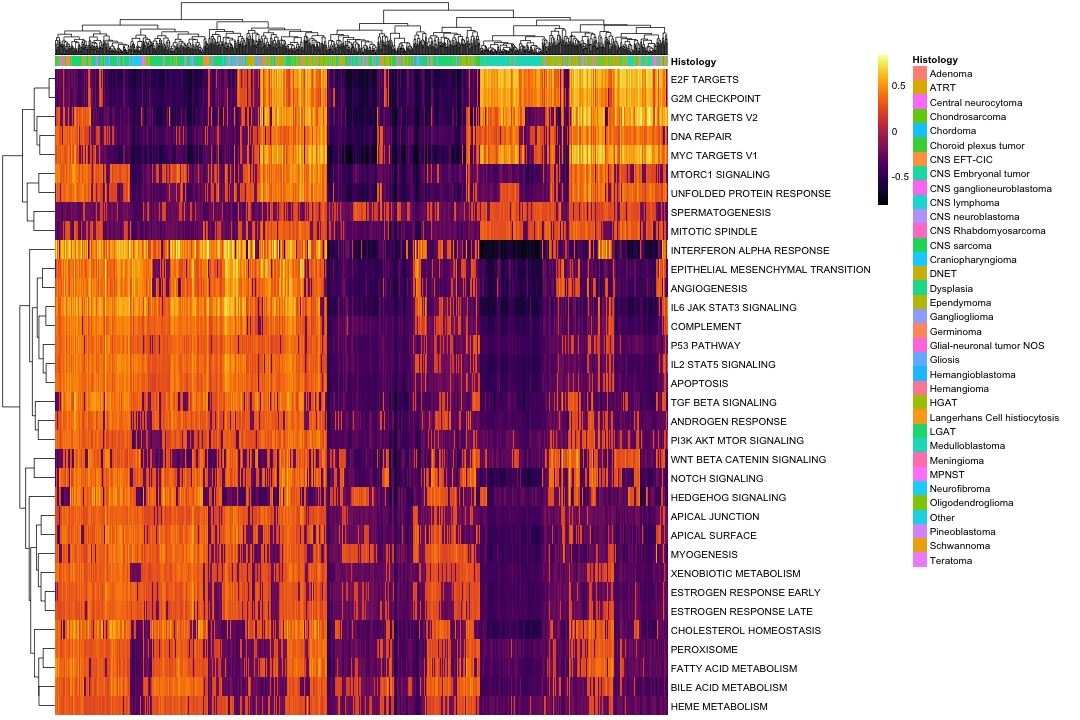 Histology
E2F TARGETS
G2M CHECKPOINT
MYC TARGETS V2
DNA REPAIR
MYC TARGETS V1
MTORC1 SIGNALING
UNFOLDED PROTEIN RESPONSE
SPERMATOGENESIS
MITOTIC SPINDLE
INTERFERON ALPHA RESPONSE
EPITHELIAL MESENCHYMAL TRANSITION
ANGIOGENESIS
IL6 JAK STAT3 SIGNALING
COMPLEMENT
P53 PATHWAY
IL2 STAT5 SIGNALING
APOPTOSIS
TGF BETA SIGNALING
ANDROGEN RESPONSE
PI3K AKT MTOR SIGNALING
WNT BETA CATENIN SIGNALING
NOTCH SIGNALING
HEDGEHOG SIGNALING
APICAL JUNCTION
APICAL SURFACE
MYOGENESIS
XENOBIOTIC METABOLISM
ESTROGEN RESPONSE EARLY
ESTROGEN RESPONSE LATE
CHOLESTEROL HOMEOSTASIS
PEROXISOME
FATTY ACID METABOLISM
BILE ACID METABOLISM
HEME METABOLISM
0.5
0
-0.5
Histology
Adenoma
ATRT
Central neurocytoma
Chondrosarcoma
Chordoma
Choroid plexus tumor
CNS EFT-CIC
CNS Embryonal tumor
CNS ganglioneuroblastoma
CNS lymphoma
CNS neuroblastoma
CNS Rhabdomyosarcoma
CNS sarcoma
Craniopharyngioma
DNET
Dysplasia
Ependymoma
Ganglioglioma
Germinoma
Glial-neuronal tumor NOS
Gliosis
Hemangioblastoma
Hemangioma
HGAT
Langerhans Cell histiocytosis
LGAT
Medulloblastoma
Meningioma
MPNST
Neurofibroma
Oligodendroglioma
Other
Pineoblastoma
Schwannoma
Teratoma